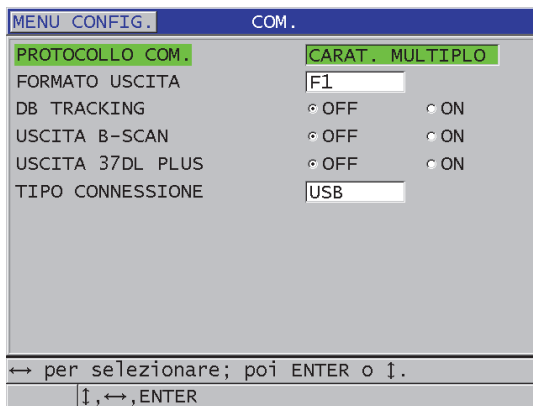 MENU CONFIG. COM.
PROTOCOLLO COM. CARAT. MULTIPLO
FORMATO USCITA F1
DB TRACKING OFF ON
USCITA B-SCAN OFF ON
USCITA 37DL PLUS OFF ON
TIPO CONNESSIONE USB
↔ per selezionare; poi ENTER o ↕.
↕,↔,ENTER